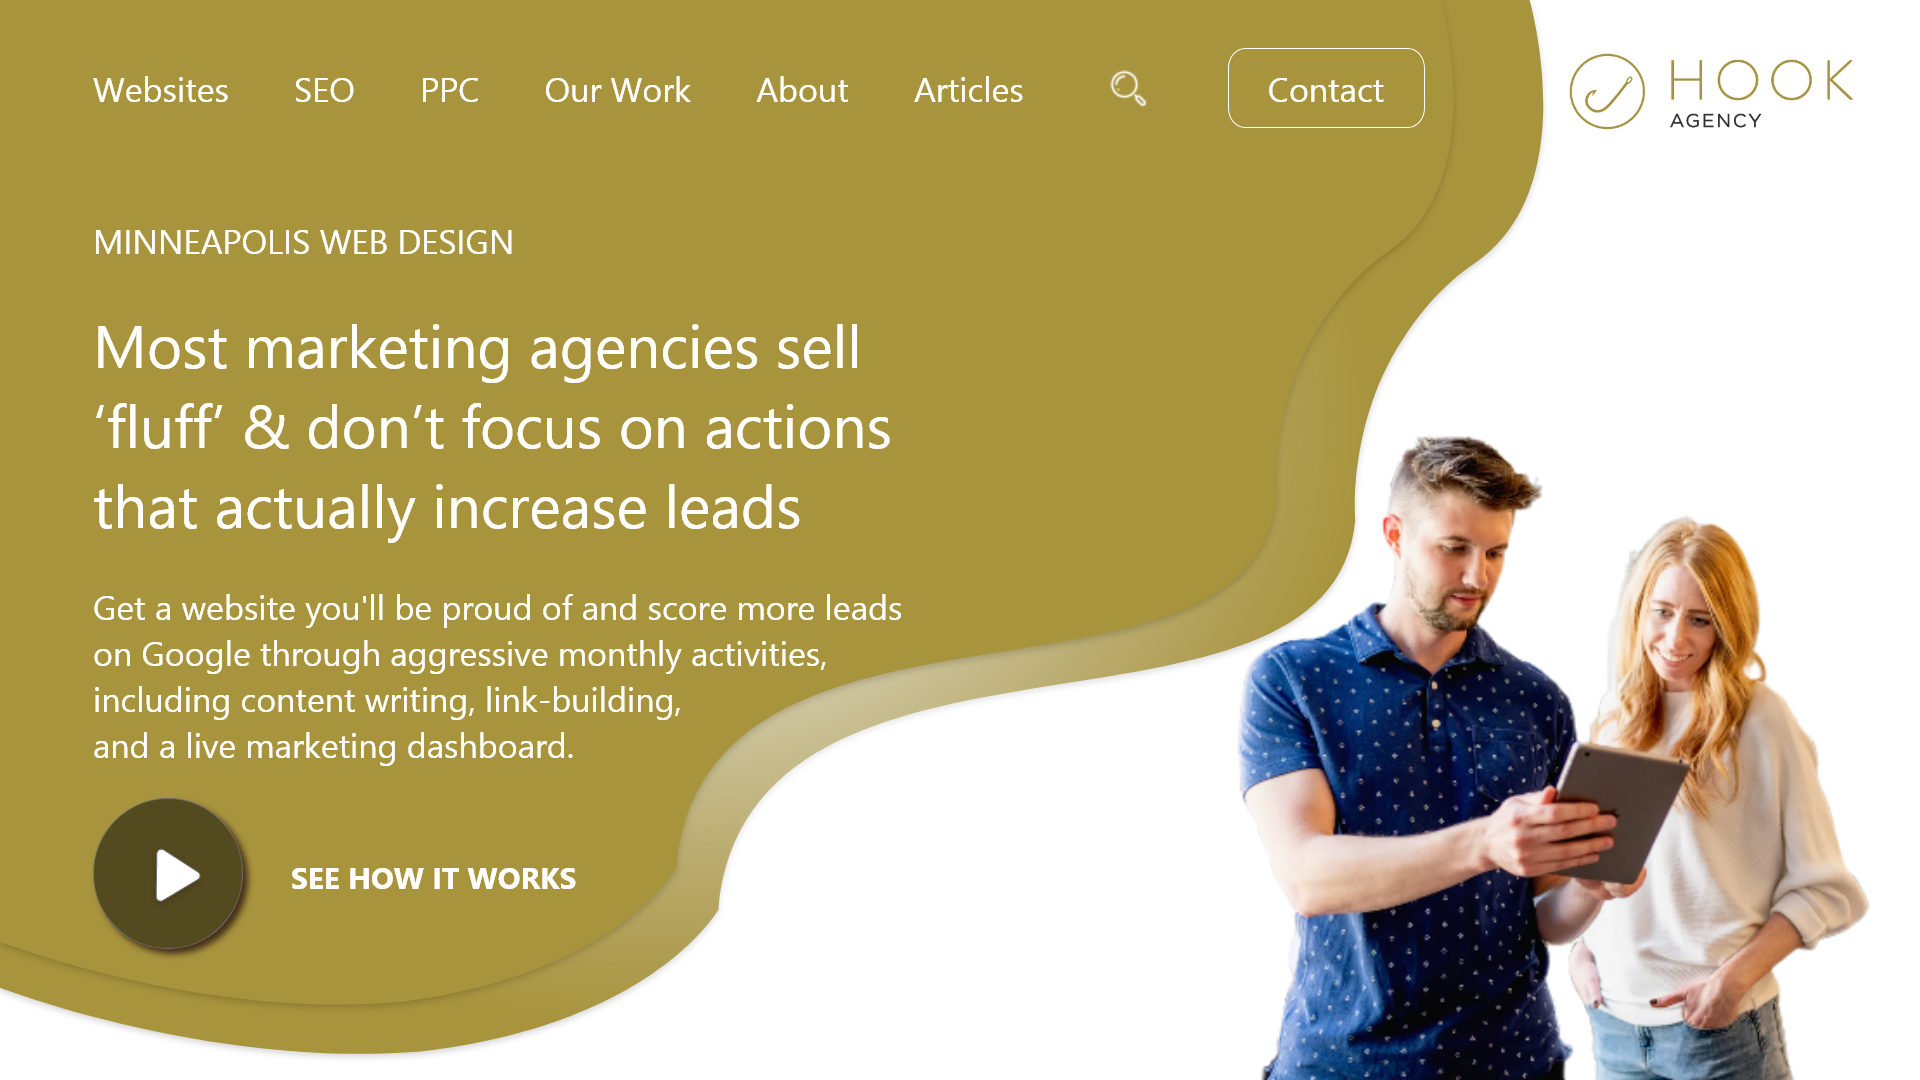 Websites SEO PPC Our Work About Articles Contact
HOOK
AGENCY
MINNEAPOLIS WEB DESIGN
Most marketing agencies sell
‘fluff’ & don’t focus on actions
that actually increase leads
Get a website you'll be proud of and score more leads
on Google through aggressive monthly activities,
including content writing, link-building,
and a live marketing dashboard.
SEE HOW IT WORKS